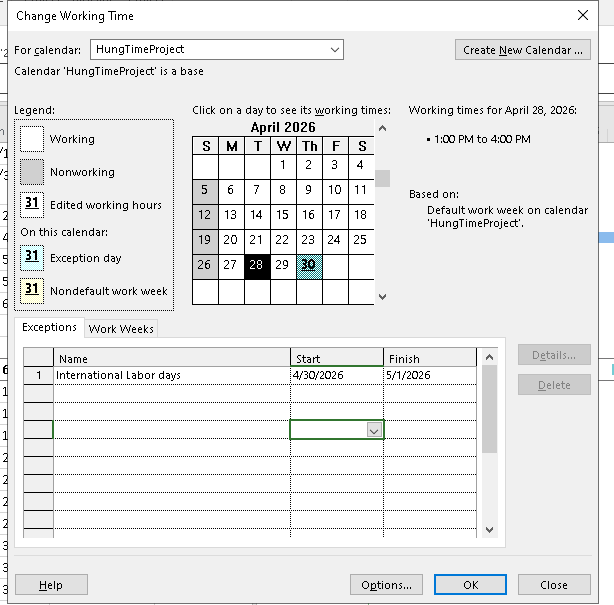 Change Working Time
For calendar: HungTimeProject Create New Calendar ...
Calendar 'HungTimeProject' is a base
Legend:
Working
Nonworking
31 Edited working hours
On this calendar:
31 Exception day
31 Nondefault work week
Click on a day to see its working times:
April 2026
S M T W Th F S
1 2 3 4
5 6 7 8 9 10 11
12 13 14 15 16 17 18
19 20 21 22 23 24 25
26 27 28 29 30
Working times for April 28, 2026:
• 1:00 PM to 4:00 PM
Based on:
Default work week on calendar
'HungTimeProject'.
Exceptions Work Weeks
Name Start Finish
1 International Labor days 4/30/2026 5/1/2026
Details...
Delete
Help Options... OK Close